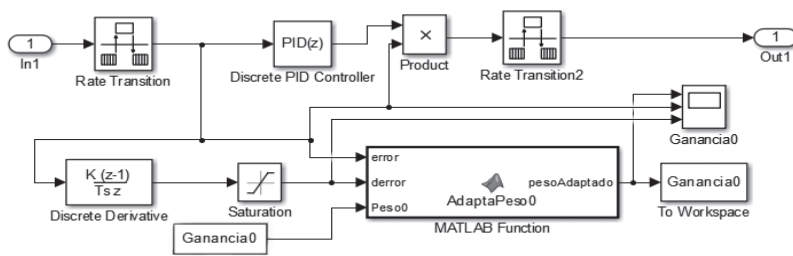 1
In1
Rate Transition
PID(z)
Discrete PID Controller
×
Product
Rate Transition2
1
Out1
Ganancia0
K (z-1)
Ts z
Discrete Derivative
Saturation
error
derror
Peso0
AdaptaPeso0
pesoAdaptado
MATLAB Function
Ganancia0
To Workspace
Ganancia0